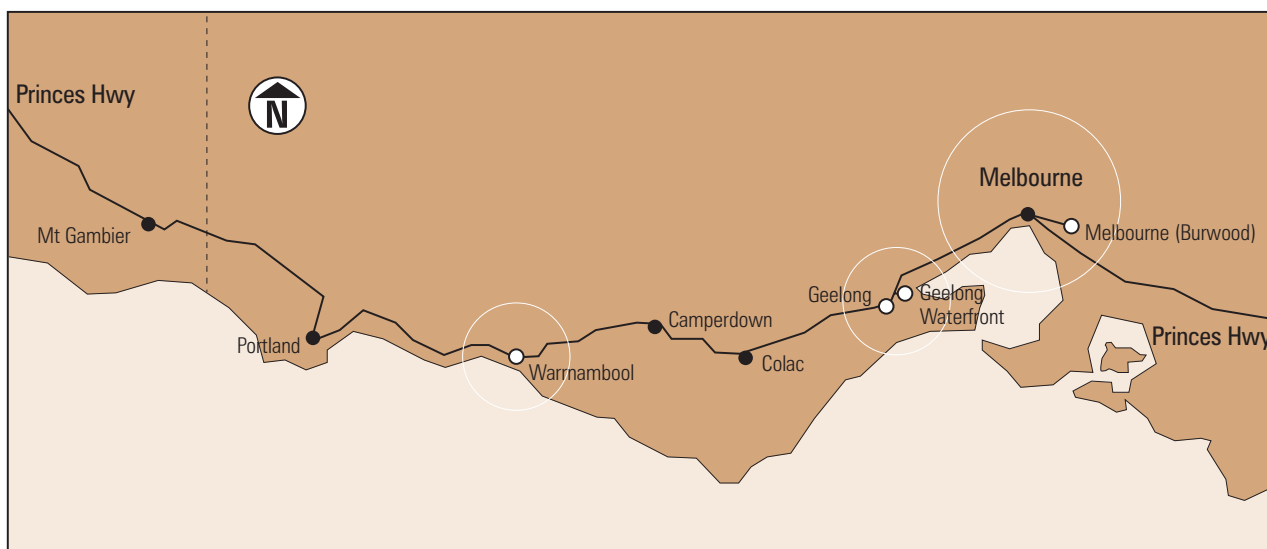 Princes Hwy
N
Melbourne
Mt Gambier
Melbourne (Burwood)
Geelong
Geelong
Waterfront
Portland
Camperdown
Princes Hwy
Warrnambool
Colac